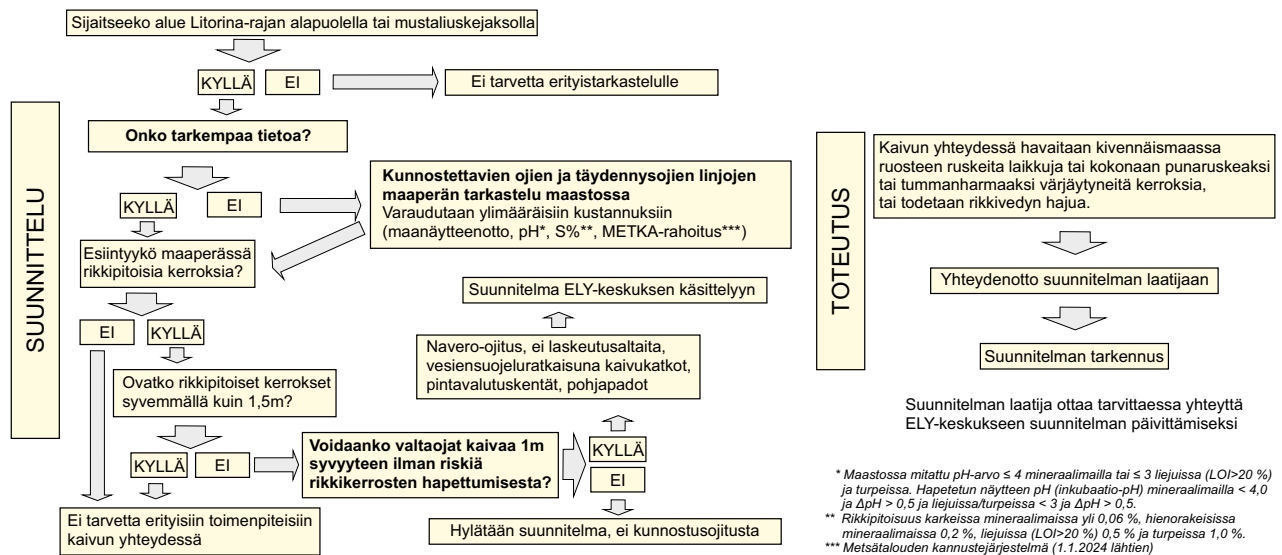 Sijaitseeko alue Litorina-rajan alapuolella tai mustaliuskejaksolla
KYLLÄ
EI
Ei tarvetta erityistarkastelulle
SUUNNITTELU
Onko tarkempaa tietoa?
KYLLÄ
EI
Kunnostettavien ojien ja täydennysojien linjojen
maaperän tarkastelu maastossa
Varaudutaan ylimääräisiin kustannuksiin
(maanäytteenotto, pH*, S%**, METKA-rahoitus***)
Esiintyykö maaperässä
rikkipitoisia kerroksia?
EI
KYLLÄ
Ovatko rikkipitoiset kerrokset
syvemmällä kuin 1,5m?
KYLLÄ
EI
Voidaanko valtaojat kaivaa 1m
syvyyteen ilman riskiä
rikkikerrosten hapettumisesta?
KYLLÄ
EI
Suunnitelma ELY-keskuksen käsittelyyn
Navero-ojitus, ei laskeutusaltaita,
vesiensuojeluratkaisuna kaivukatkot,
pintavalutuskentät, pohjapadot
Ei tarvetta erityisiin toimenpiteisiin
kaivun yhteydessä
Hylätään suunnitelma, ei kunnostusojitusta
TOTEUTUS
Kaivun yhteydessä havaitaan kivennäismaassa
ruosteen ruskeita laikkuja tai kokonaan punaruskeaksi
tai tummanharmaaksi värjäytyneitä kerroksia,
tai todetaan rikkivedyn hajua.
Yhteydenotto suunnitelman laatijaan
Suunnitelman tarkennus
Suunnitelman laatija ottaa tarvittaessa yhteyttä
ELY-keskukseen suunnitelman päivittämiseksi
* Maastossa mitattu pH-arvo ≤ 4 mineraalimailla tai ≤ 3 liejuissa (LOI>20 %)
ja turpeissa. Hapetetun näytteen pH (inkubaatio-pH) mineraalimailla < 4,0
ja ΔpH > 0,5 ja liejuissa/turpeissa < 3 ja ΔpH > 0,5.
** Rikkipitoisuus karkeissa mineraalimaissa yli 0,06 %, hienorakeisissa
mineraalimaissa 0,2 %, liejuissa (LOI>20 %) 0,5 % ja turpeissa 1,0 %.
*** Metsätalouden kannustejärjestelmä (1.1.2024 lähtien)